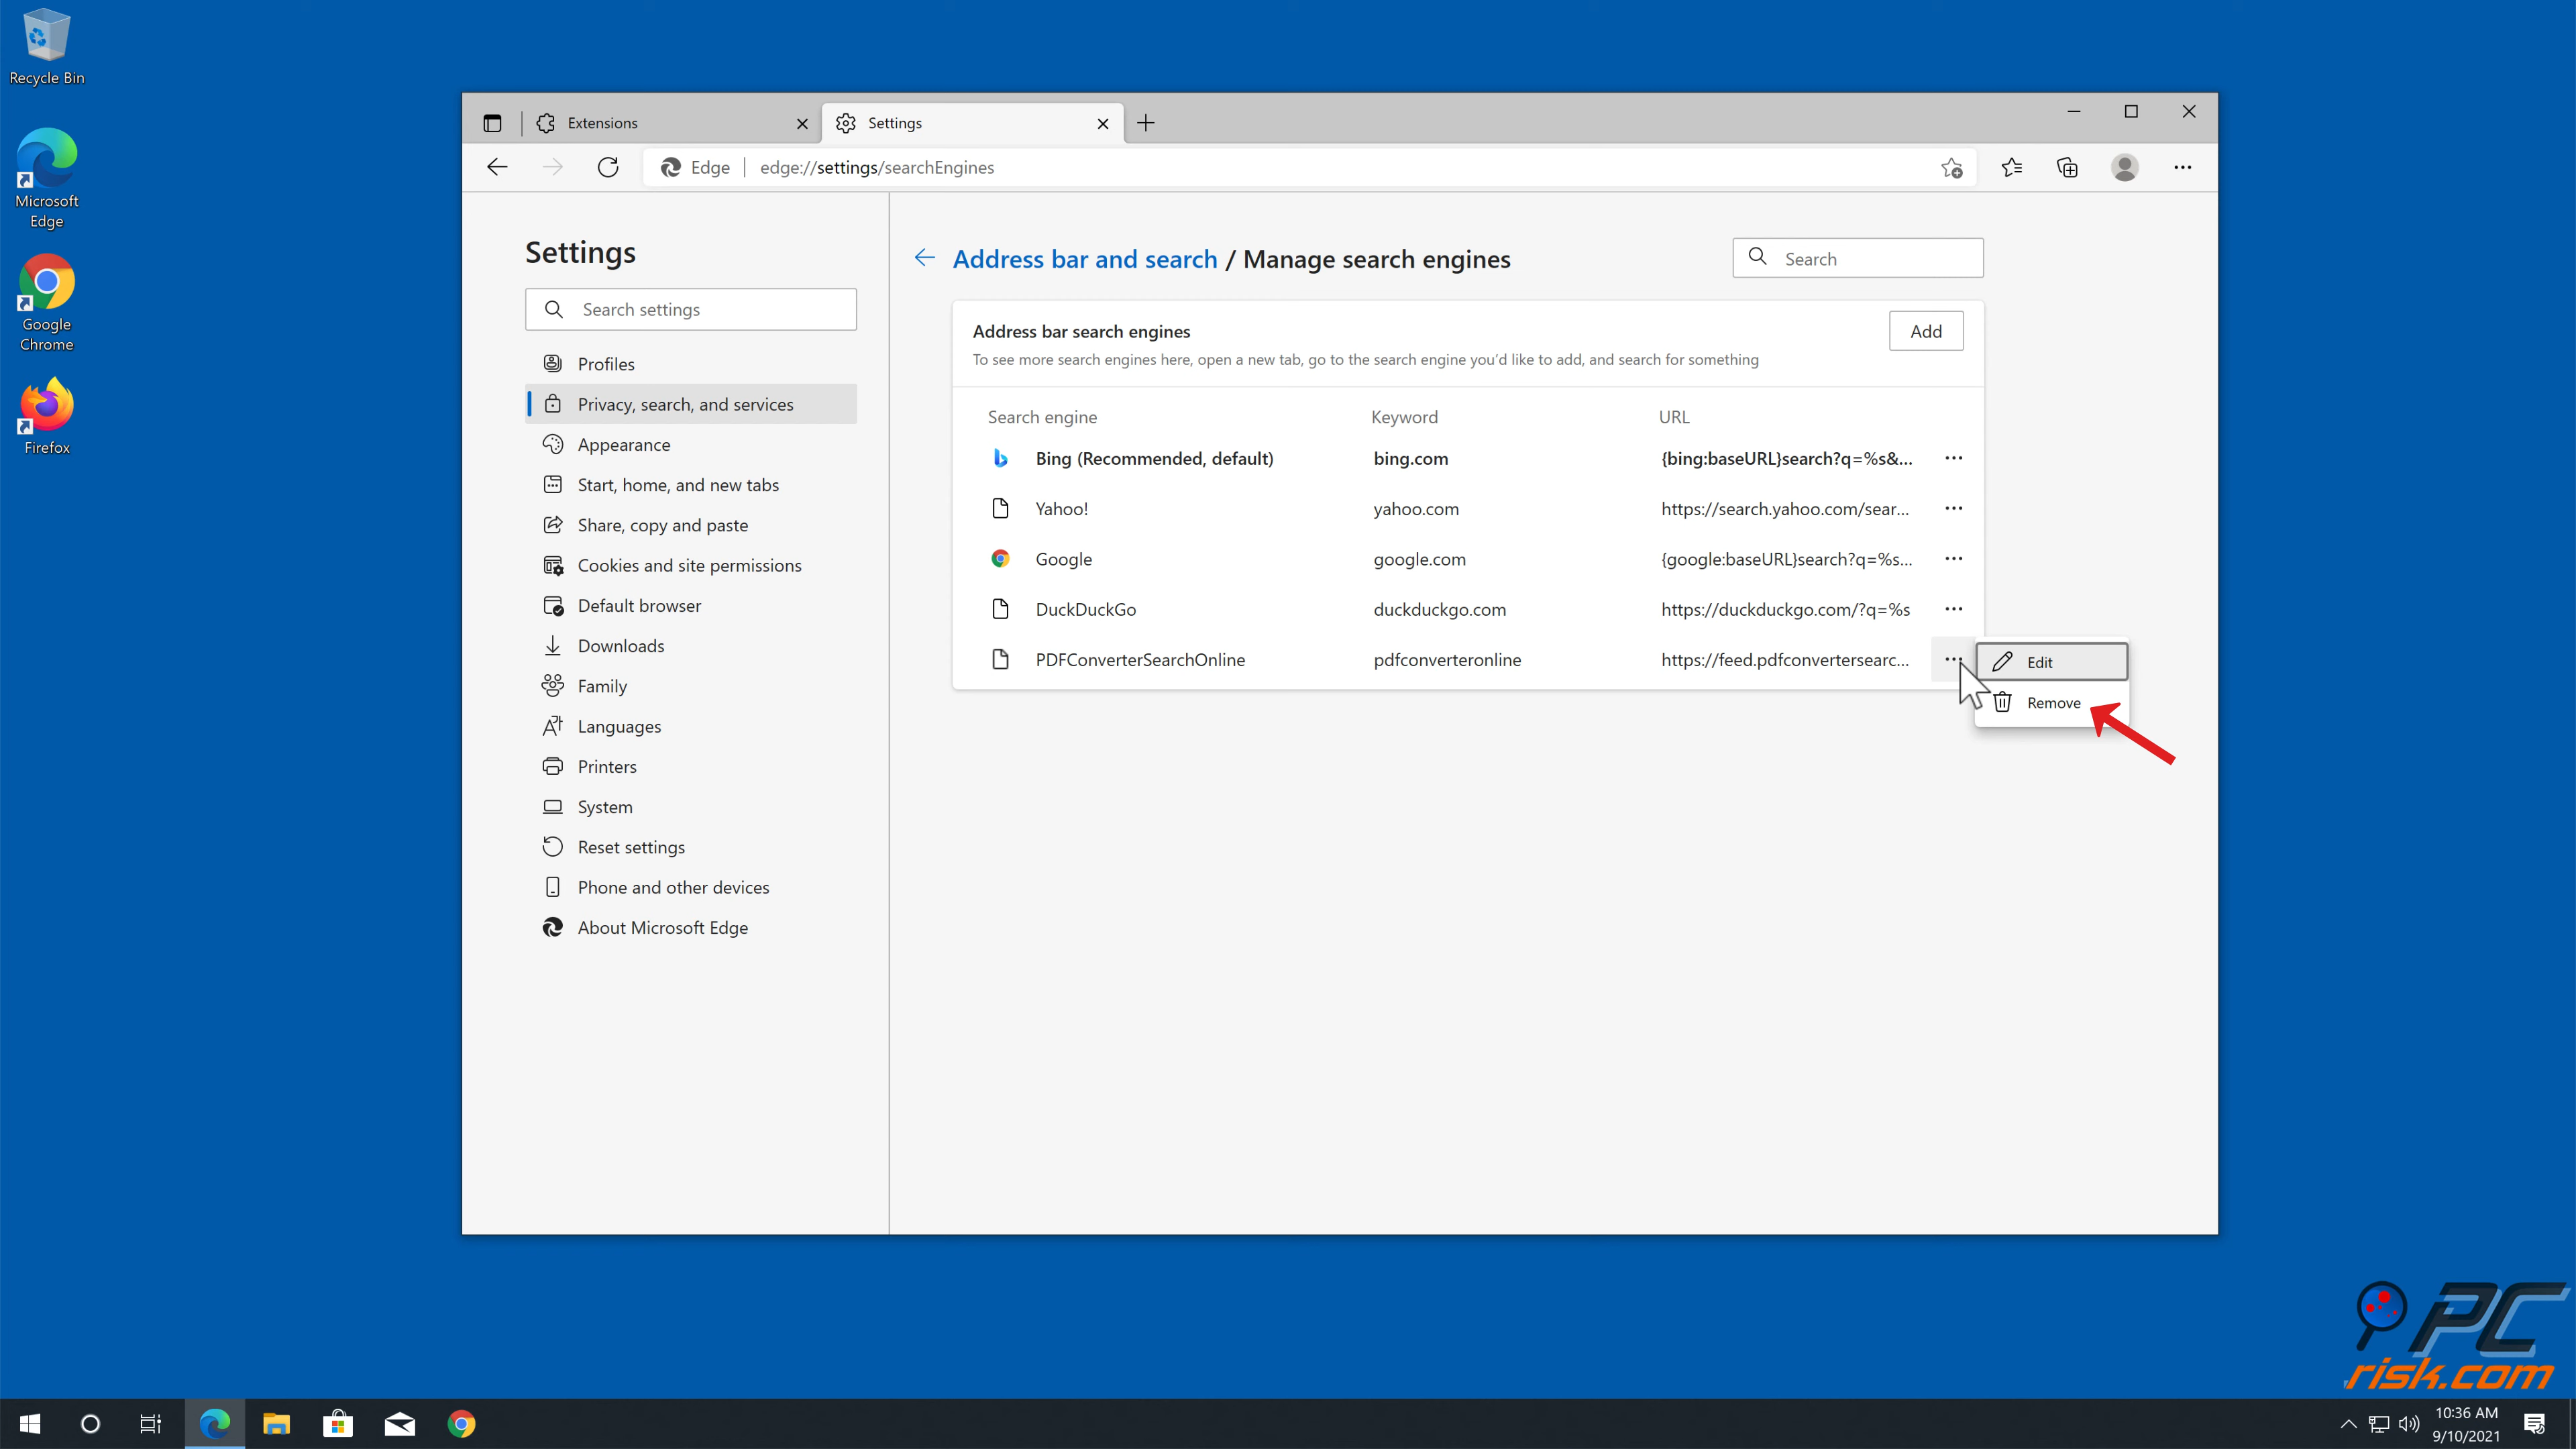 Recycle Bin
Microsoft
Edge
Google
Chrome
Firefox
Extensions
Settings
Edge
edge://settings/searchEngines
Settings
Search settings
Profiles
Privacy, search, and services
Appearance
Start, home, and new tabs
Share, copy and paste
Cookies and site permissions
Default browser
Downloads
Family
Languages
Printers
System
Reset settings
Phone and other devices
About Microsoft Edge
Address bar and search / Manage search engines
Search
Address bar search engines
Add
To see more search engines here, open a new tab, go to the search engine you'd like to add, and search for something
Search engine Keyword URL
Bing (Recommended, default) bing.com {bing:baseURL}search?q=%s&...
Yahoo! yahoo.com https://search.yahoo.com/sear...
Google google.com {google:baseURL}search?q=%s...
DuckDuckGo duckduckgo.com https://duckduckgo.com/?q=%s
PDFConverterSearchOnline pdfconverteronline https://feed.pdfconvertersearc...
Edit
Remove
PC
risk.com
10:36 AM
9/10/2021